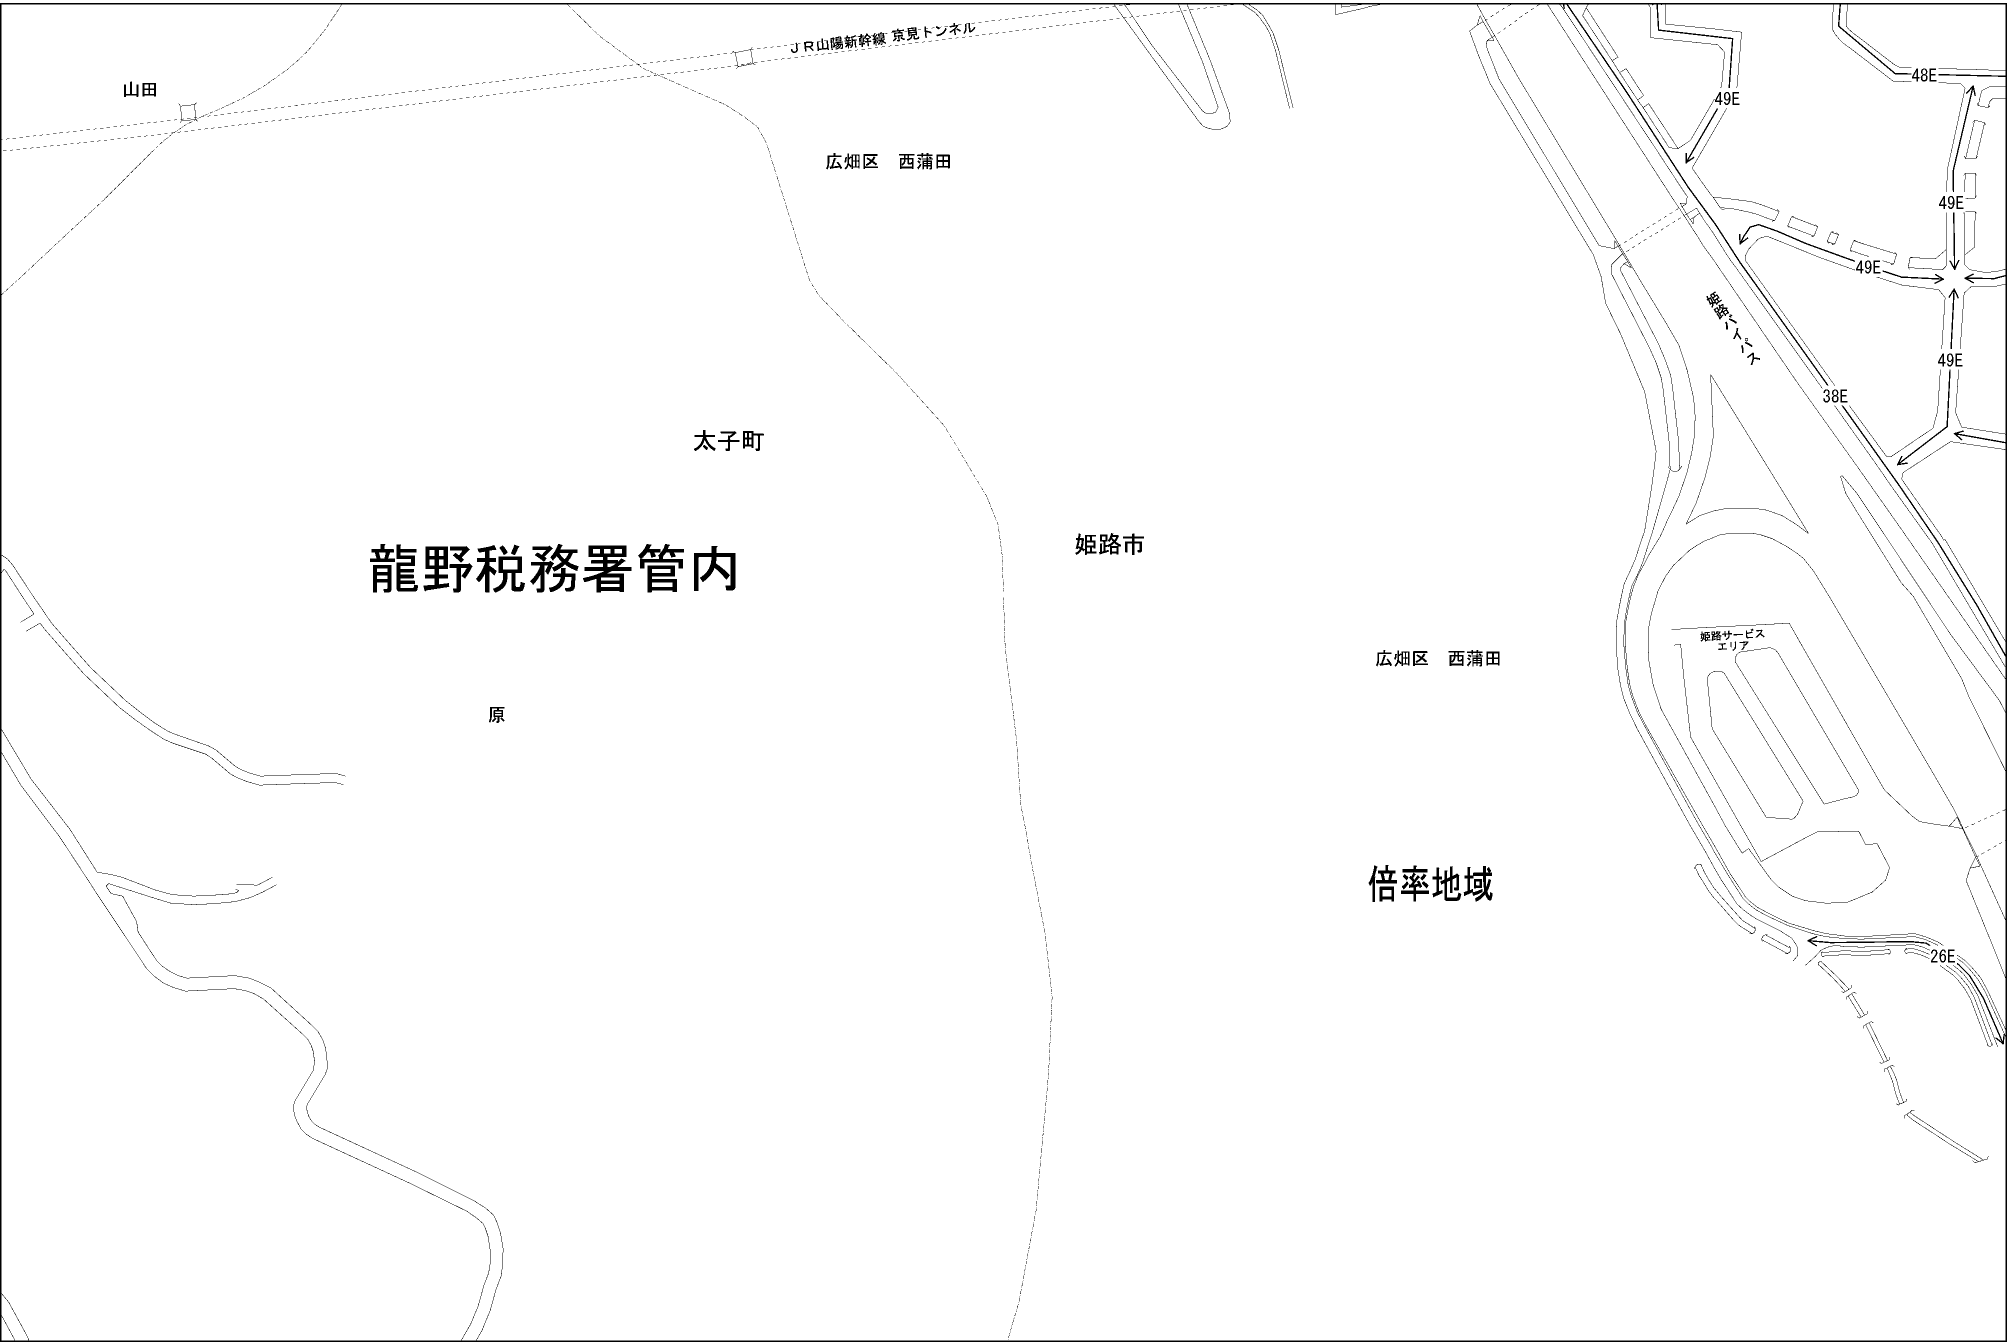 JR山陽新幹線 京見トンネル
48E
山田
49E
広畑区 西蒲田
49E
49E
姫路バイパス
49E
38E
太子町
姫路市
龍野税務署管内
姫路サービス
エリア
広畑区 西蒲田
原
倍率地域
26E